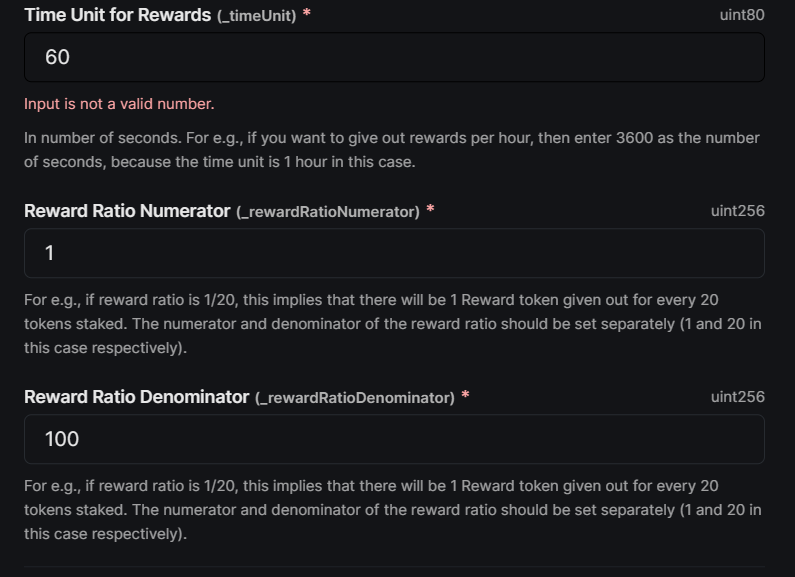 Time Unit for Rewards (_timeUnit) * uint80
60
Input is not a valid number.
In number of seconds. For e.g., if you want to give out rewards per hour, then enter 3600 as the number
of seconds, because the time unit is 1 hour in this case.
Reward Ratio Numerator (_rewardRatioNumerator) * uint256
1
For e.g., if reward ratio is 1/20, this implies that there will be 1 Reward token given out for every 20
tokens staked. The numerator and denominator of the reward ratio should be set separately (1 and 20 in
this case respectively).
Reward Ratio Denominator (_rewardRatioDenominator) * uint256
100
For e.g., if reward ratio is 1/20, this implies that there will be 1 Reward token given out for every 20
tokens staked. The numerator and denominator of the reward ratio should be set separately (1 and 20 in
this case respectively).